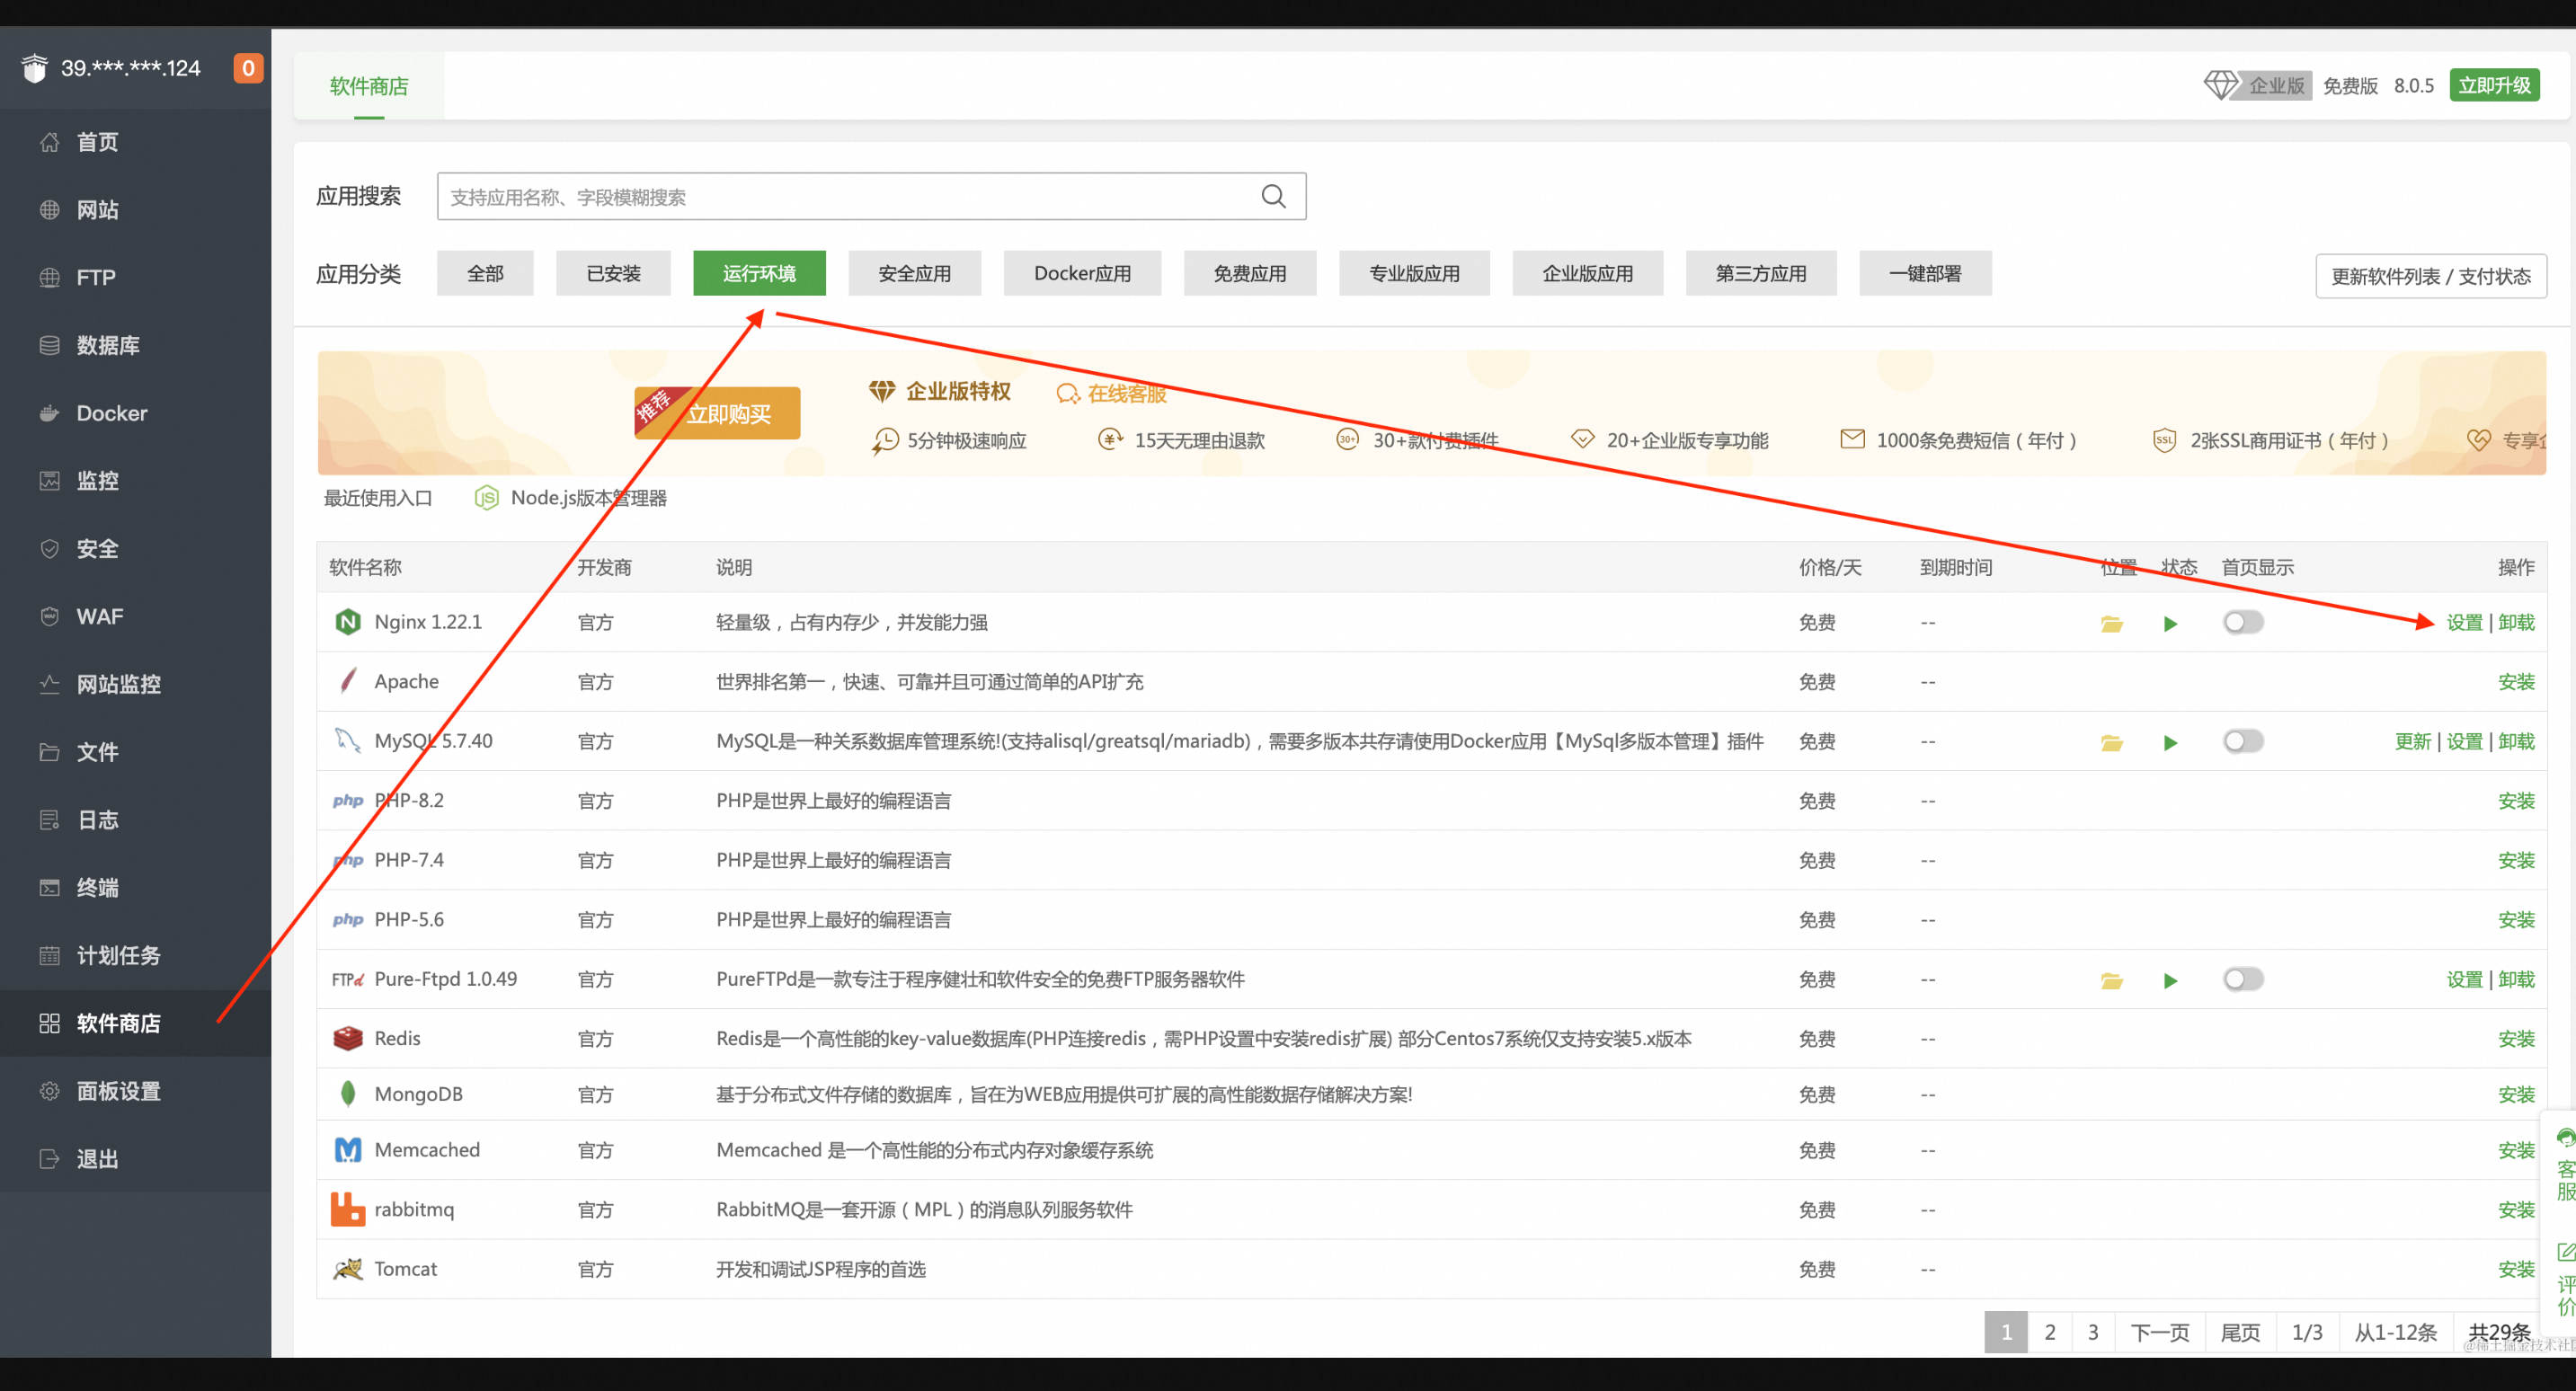 39.***.***.124 0
首页
网站
FTP
数据库
Docker
监控
安全
WAF
网站监控
文件
日志
终端
计划任务
软件商店
面板设置
退出
软件商店
企业版 免费版 8.0.5 立即升级
应用搜索 支持应用名称、字段模糊搜索
应用分类 全部 已安装 运行环境 安全应用 Docker应用 免费应用 专业版应用 企业版应用 第三方应用 一键部署 更新软件列表 / 支付状态
推荐 立即购买
企业版特权 在线客服
5分钟极速响应 15天无理由退款 30+ 30+款付费插件 20+企业版专享功能 1000条免费短信（年付） SSL 2张SSL商用证书（年付） 专享
最近使用入口 JS Node.js版本管理器
软件名称 开发商 说明 价格/天 到期时间 位置 状态 首页显示 操作
Nginx 1.22.1 官方 轻量级，占有内存少，并发能力强 免费 -- 设置 | 卸载
Apache 官方 世界排名第一，快速、可靠并且可通过简单的API扩充 免费 -- 安装
MySQL 5.7.40 官方 MySQL是一种关系数据库管理系统!(支持alisql/greatsql/mariadb)，需要多版本共存请使用Docker应用【MySql多版本管理】插件 免费 -- 更新 | 设置 | 卸载
php PHP-8.2 官方 PHP是世界上最好的编程语言 免费 -- 安装
php PHP-7.4 官方 PHP是世界上最好的编程语言 免费 -- 安装
php PHP-5.6 官方 PHP是世界上最好的编程语言 免费 -- 安装
FTPd Pure-Ftpd 1.0.49 官方 PureFTPd是一款专注于程序健壮和软件安全的免费FTP服务器软件 免费 -- 设置 | 卸载
Redis 官方 Redis是一个高性能的key-value数据库(PHP连接redis，需PHP设置中安装redis扩展) 部分Centos7系统仅支持安装5.x版本 免费 -- 安装
MongoDB 官方 基于分布式文件存储的数据库，旨在为WEB应用提供可扩展的高性能数据存储解决方案! 免费 -- 安装
Memcached 官方 Memcached 是一个高性能的分布式内存对象缓存系统 免费 -- 安装
rabbitmq 官方 RabbitMQ是一套开源（MPL）的消息队列服务软件 免费 -- 安装
Tomcat 官方 开发和调试JSP程序的首选 免费 -- 安装
客服
评价
1 2 3 下一页 尾页 1/3 从1-12条 共29条
@稀土掘金技术社区